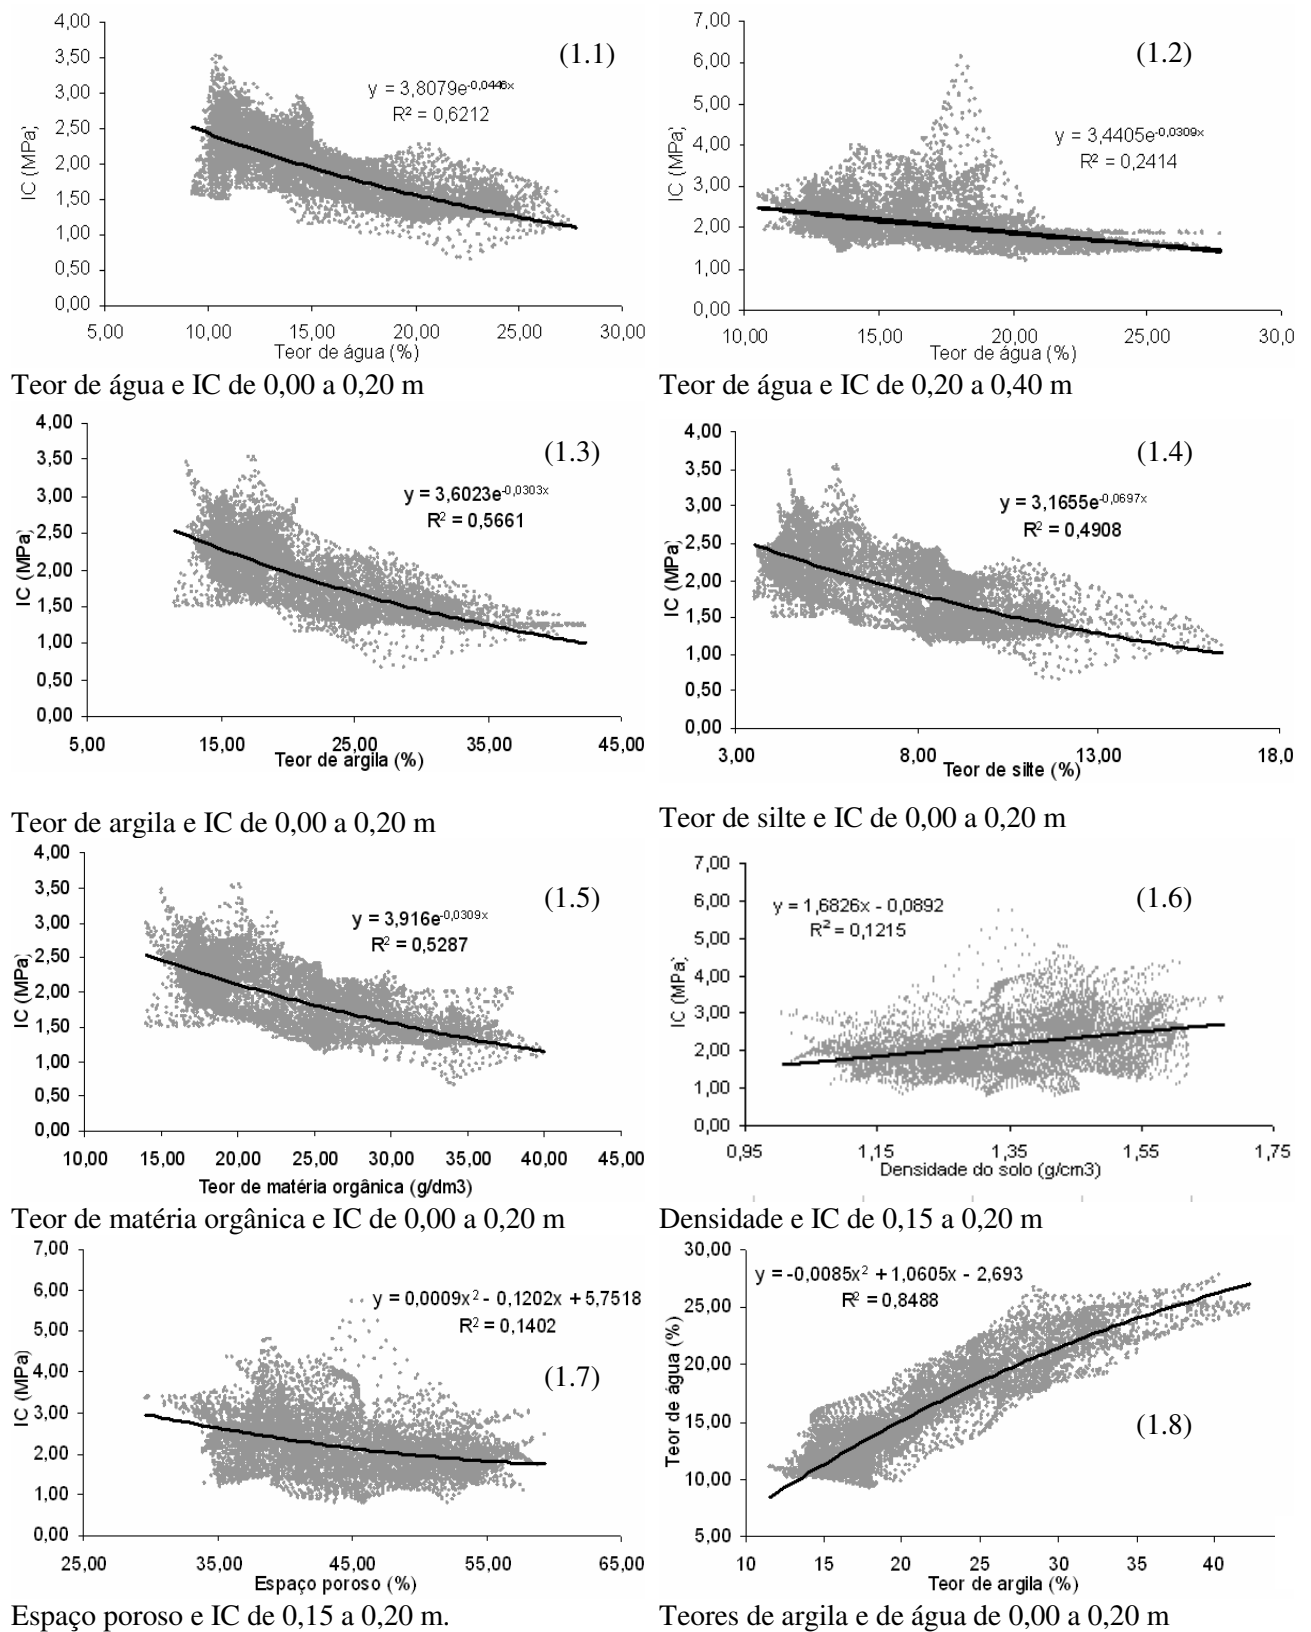 4,00
3,50
3,00
2,50
2,00
1,50
1,00
0,50
0,00
IC (MPa)
(1.1)
y = 3,8079e-0,0446x
R² = 0,6212
5,00 10,00 15,00 20,00 25,00 30,00
Teor de água (%)
Teor de água e IC de 0,00 a 0,20 m
7,00
6,00
5,00
4,00
3,00
2,00
1,00
0,00
IC (MPa)
(1.2)
y = 3,4405e-0,0309x
R² = 0,2414
10,00 15,00 20,00 25,00 30,0
Teor de água (%)
Teor de água e IC de 0,20 a 0,40 m
4,00
3,50
3,00
2,50
2,00
1,50
1,00
0,50
0,00
IC (MPa)
(1.3)
y = 3,6023e-0,0303x
R² = 0,5661
5,00 15,00 25,00 35,00 45,00
Teor de argila (%)
Teor de argila e IC de 0,00 a 0,20 m
4,00
3,50
3,00
2,50
2,00
1,50
1,00
0,50
0,00
IC (MPa)
(1.4)
y = 3,1655e-0,0697x
R² = 0,4908
3,00 8,00 13,00 18,0
Teor de silte (%)
Teor de silte e IC de 0,00 a 0,20 m
4,00
3,50
3,00
2,50
2,00
1,50
1,00
0,50
0,00
IC (MPa)
(1.5)
y = 3,916e-0,0309x
R² = 0,5287
10,00 15,00 20,00 25,00 30,00 35,00 40,00 45,00
Teor de matéria orgânica (g/dm3)
Teor de matéria orgânica e IC de 0,00 a 0,20 m
7,00
6,00
5,00
4,00
3,00
2,00
1,00
0,00
IC (MPa)
(1.6)
y = 1,6826x - 0,0892
R² = 0,1215
0,95 1,15 1,35 1,55 1,75
Densidade do solo (g/cm3)
Densidade e IC de 0,15 a 0,20 m
7,00
6,00
5,00
4,00
3,00
2,00
1,00
0,00
IC (MPa)
y = 0,0009x² - 0,1202x + 5,7518
R² = 0,1402
(1.7)
25,00 35,00 45,00 55,00 65,00
Espaço poroso (%)
Espaço poroso e IC de 0,15 a 0,20 m.
30,00
25,00
20,00
15,00
10,00
5,00
Teor de água (%)
y = -0,0085x² + 1,0605x - 2,693
R² = 0,8488
(1.8)
10 15 20 25 30 35 40
Teor de argila (%)
Teores de argila e de água de 0,00 a 0,20 m